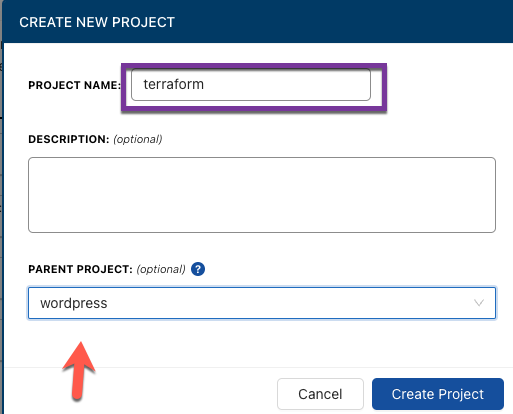 CREATE NEW PROJECT
PROJECT NAME: terraform
DESCRIPTION: (optional)
PARENT PROJECT: (optional) ?
wordpress
Cancel Create Project